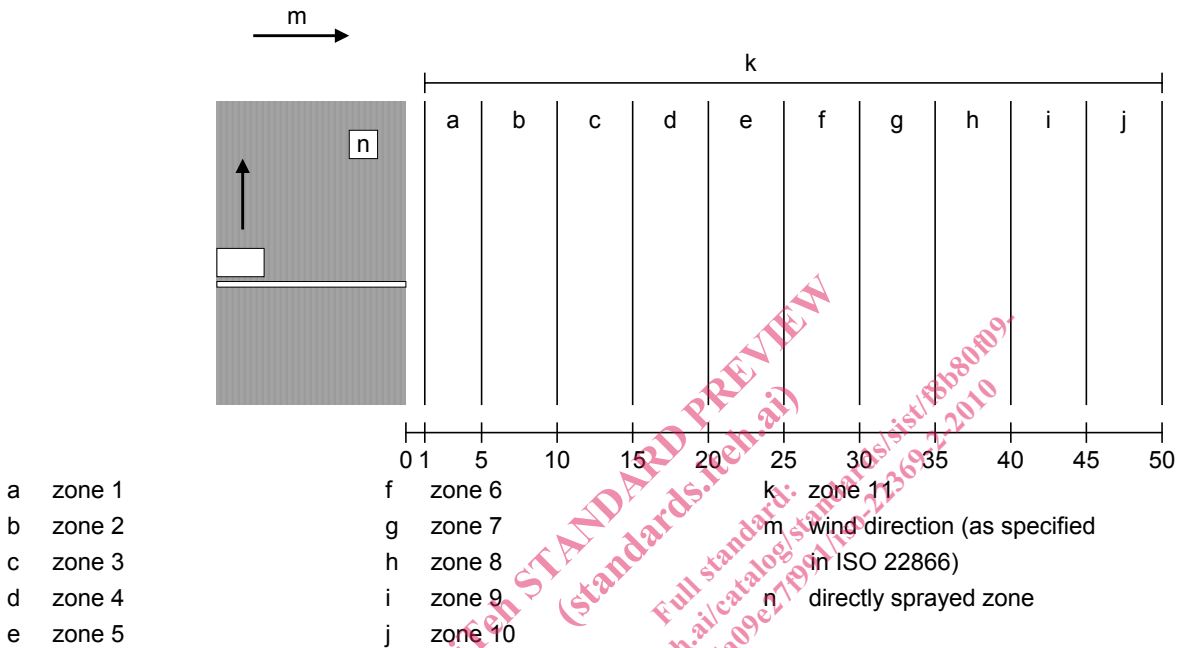 m
k
a b c d e f g h i j
n
0 1 5 10 15 20 25 30 35 40 45 50
a zone 1 f zone 6 k zone 11
b zone 2 g zone 7 m wind direction (as specified
c zone 3 h zone 8 in ISO 22866)
d zone 4 i zone 9 n directly sprayed zone
e zone 5 j zone 10
iTeh STANDARD PREVIEW
(standards.iteh.ai)
Full standard: